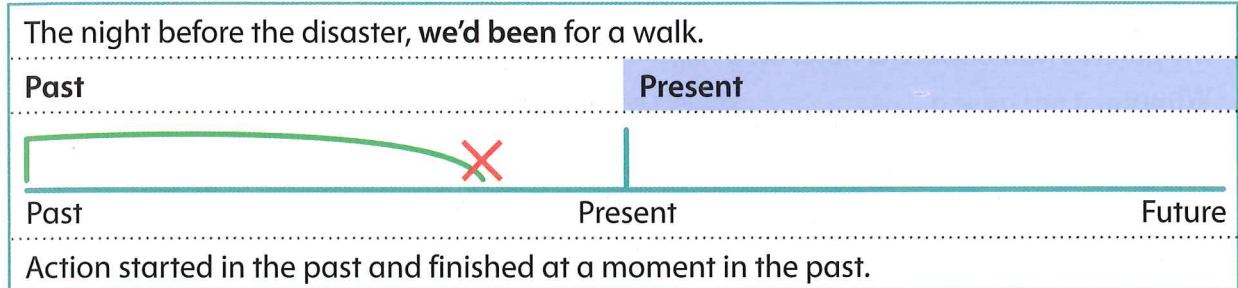 The night before the disaster, we'd been for a walk.
Past Present
Past Present Future
Action started in the past and finished at a moment in the past.